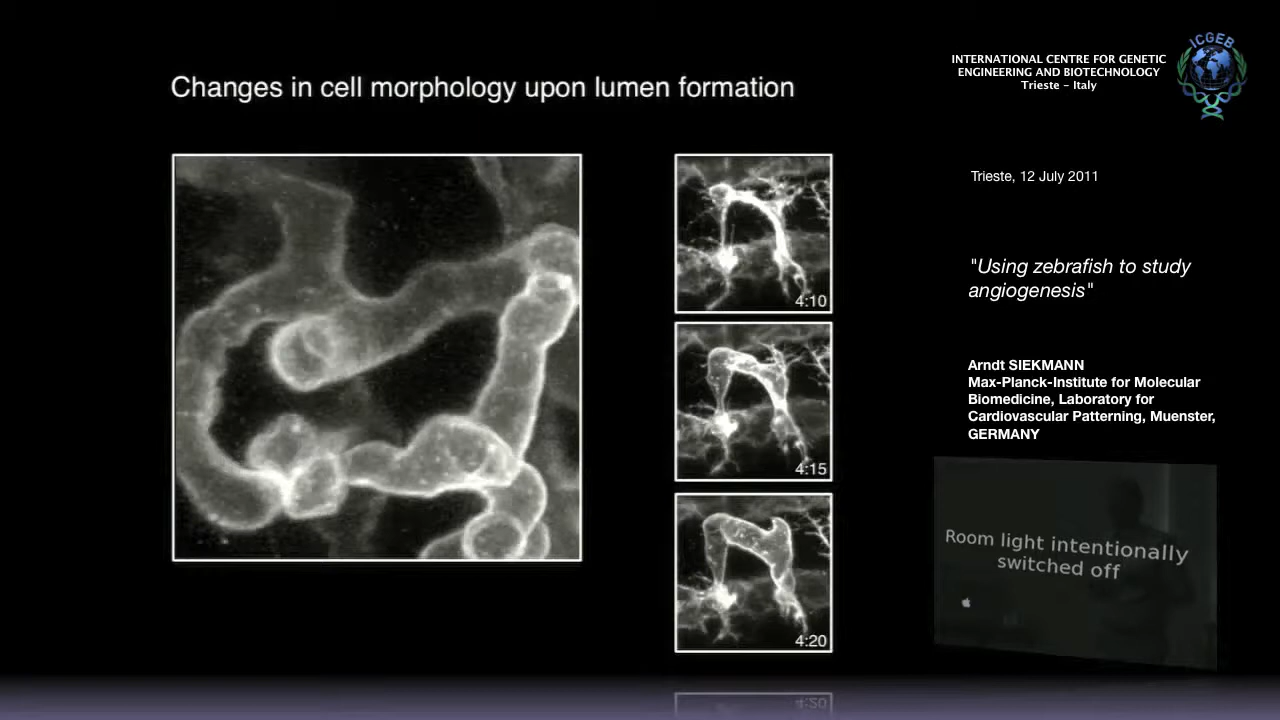 Changes in cell morphology upon lumen formation
4:10
4:15
4:20
INTERNATIONAL CENTRE FOR GENETIC
ENGINEERING AND BIOTECHNOLOGY
Trieste – Italy
ICGEB
Trieste, 12 July 2011
"Using zebrafish to study
angiogenesis"
Arndt SIEKMANN
Max-Planck-Institute for Molecular
Biomedicine, Laboratory for
Cardiovascular Patterning, Muenster,
GERMANY
Room light intentionally
switched off